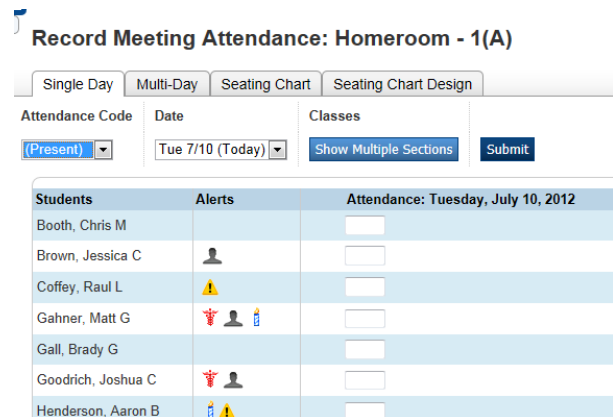 Record Meeting Attendance: Homeroom - 1(A)
Single Day Multi-Day Seating Chart Seating Chart Design
Attendance Code Date Classes
(Present) Tue 7/10 (Today) Show Multiple Sections Submit
Students Alerts Attendance: Tuesday, July 10, 2012
Booth, Chris M
Brown, Jessica C
Coffey, Raul L
Gahner, Matt G
Gall, Brady G
Goodrich, Joshua C
Henderson, Aaron B